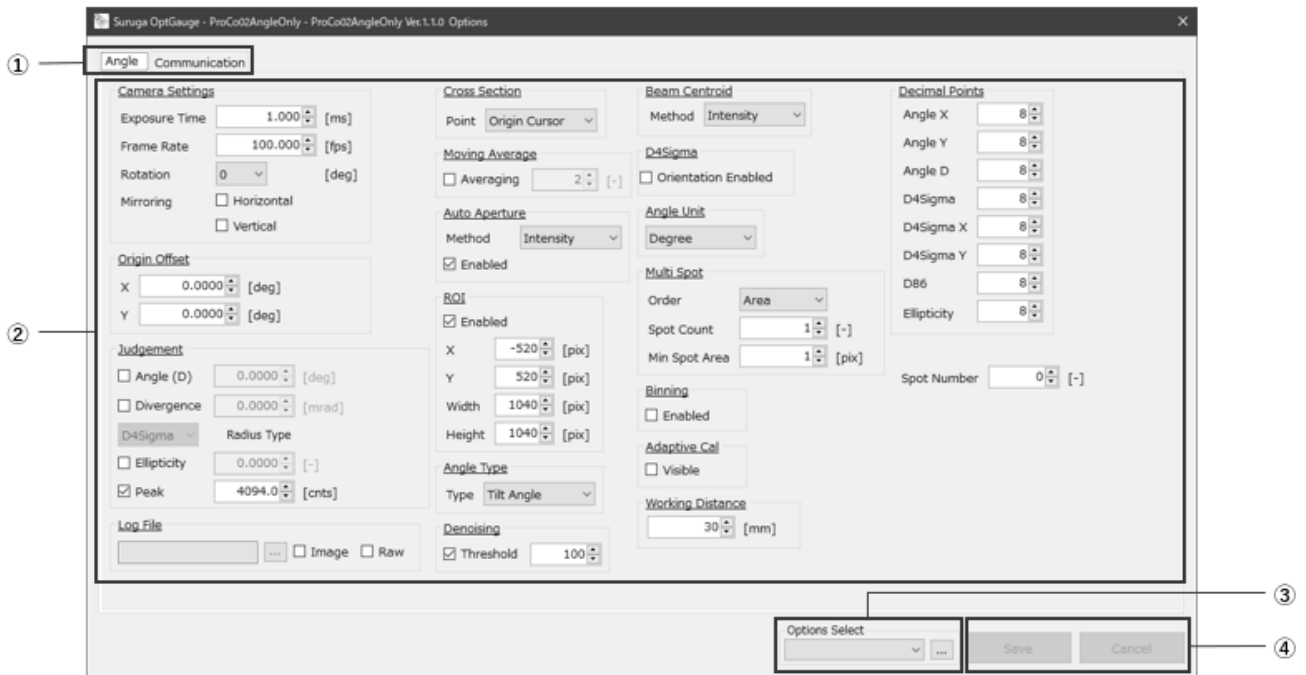 Suruga OptGauge - ProCo02AngleOnly - ProCo02AngleOnly Ver.1.1.0 Options
①
Angle Communication
②
Camera Settings
Exposure Time 1.000 [ms]
Frame Rate 100.000 [fps]
Rotation 0 [deg]
Mirroring Horizontal
Vertical
Origin Offset
X 0.0000 [deg]
Y 0.0000 [deg]
Judgement
Angle (D) 0.0000 [deg]
Divergence 0.0000 [mrad]
D4Sigma Radius Type
Ellipticity 0.0000 [-]
Peak 4094.0 [cnts]
Log File
... Image Raw
Cross Section
Point Origin Cursor
Moving Average
Averaging 2 [-]
Auto Aperture
Method Intensity
Enabled
ROI
Enabled
X -520 [pix]
Y 520 [pix]
Width 1040 [pix]
Height 1040 [pix]
Angle Type
Type Tilt Angle
Denoising
Threshold 100
Beam Centroid
Method Intensity
D4Sigma
Orientation Enabled
Angle Unit
Degree
Multi Spot
Order Area
Spot Count 1 [-]
Min Spot Area 1 [pix]
Binning
Enabled
Adaptive Cal
Visible
Working Distance
30 [mm]
Decimal Points
Angle X 8
Angle Y 8
Angle D 8
D4Sigma 8
D4Sigma X 8
D4Sigma Y 8
D86 8
Ellipticity 8
Spot Number 0 [-]
③
Options Select
...
Save Cancel
④